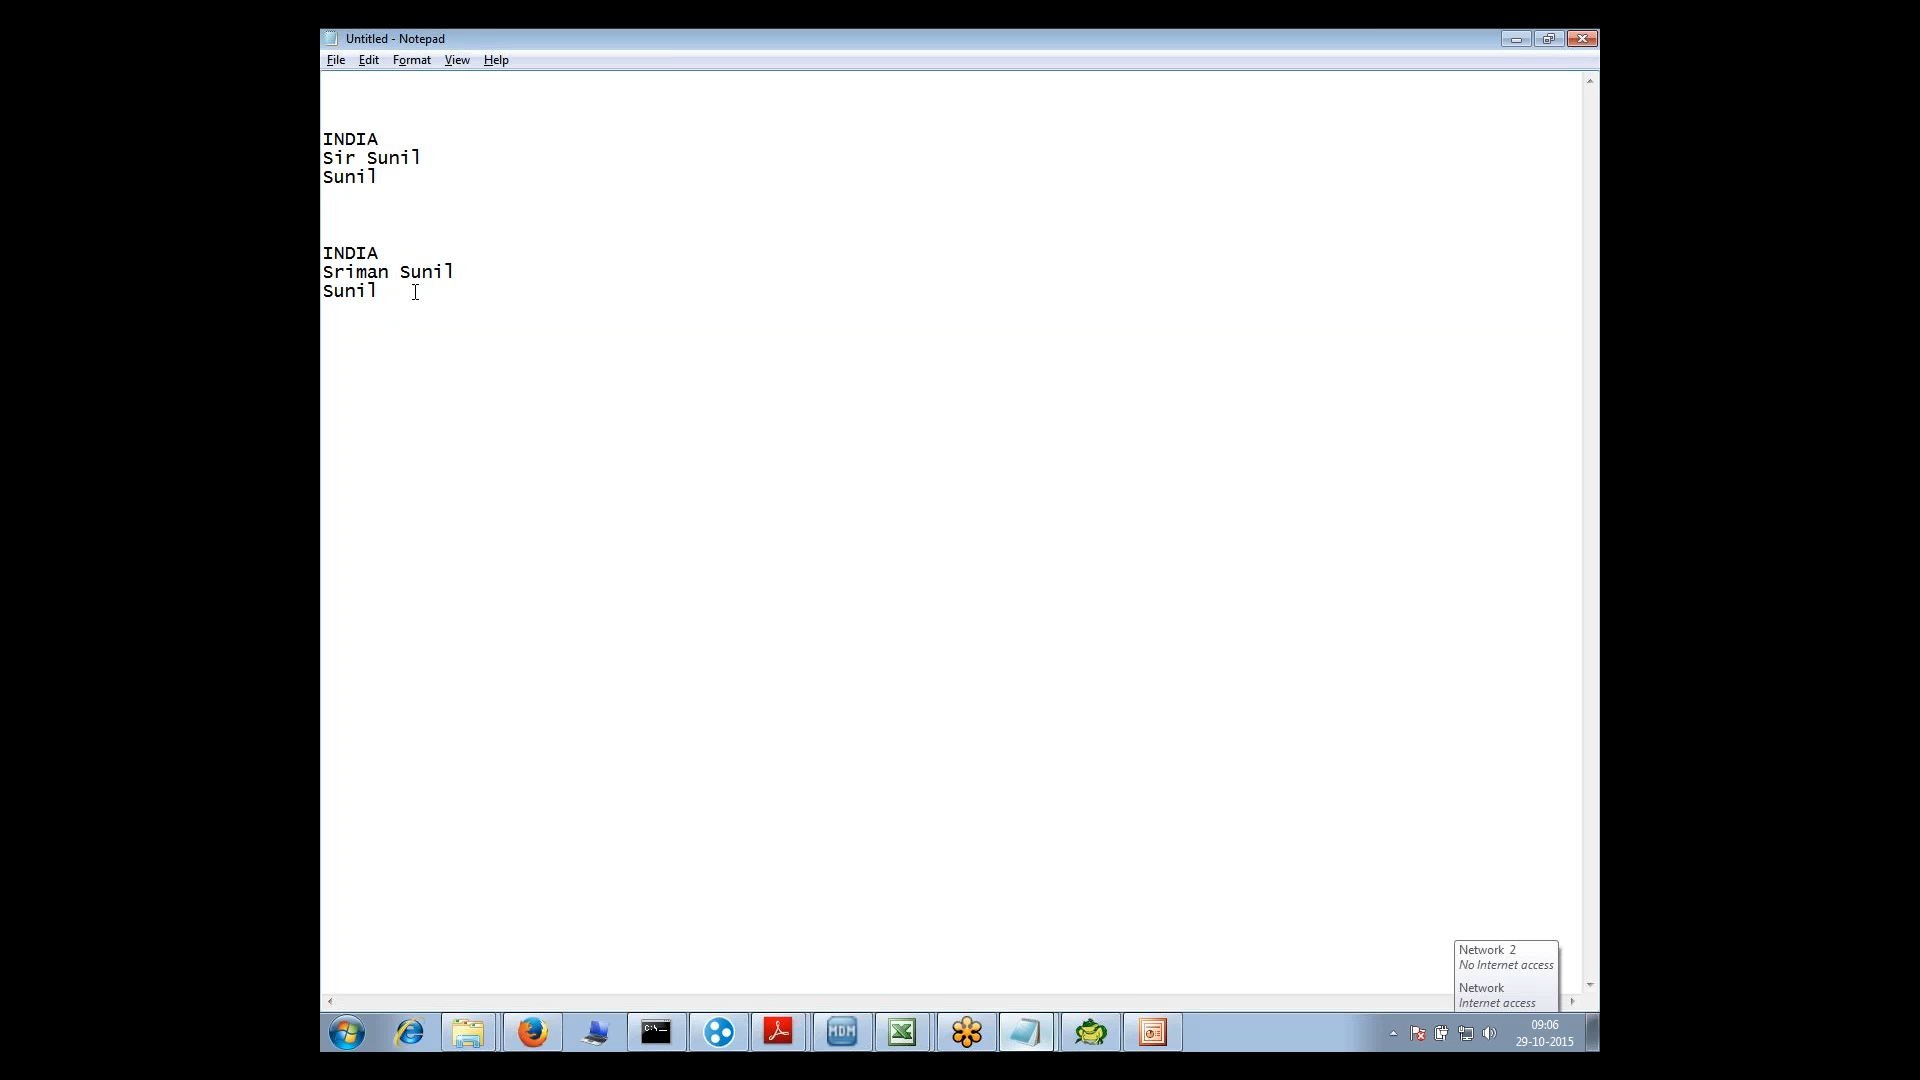 Untitled - Notepad
File Edit Format View Help
INDIA
Sir Sunil
Sunil
INDIA
Sriman Sunil
Sunil
Network 2
No Internet access
Network
Internet access
C:\_
MDM
09:06
29-10-2015